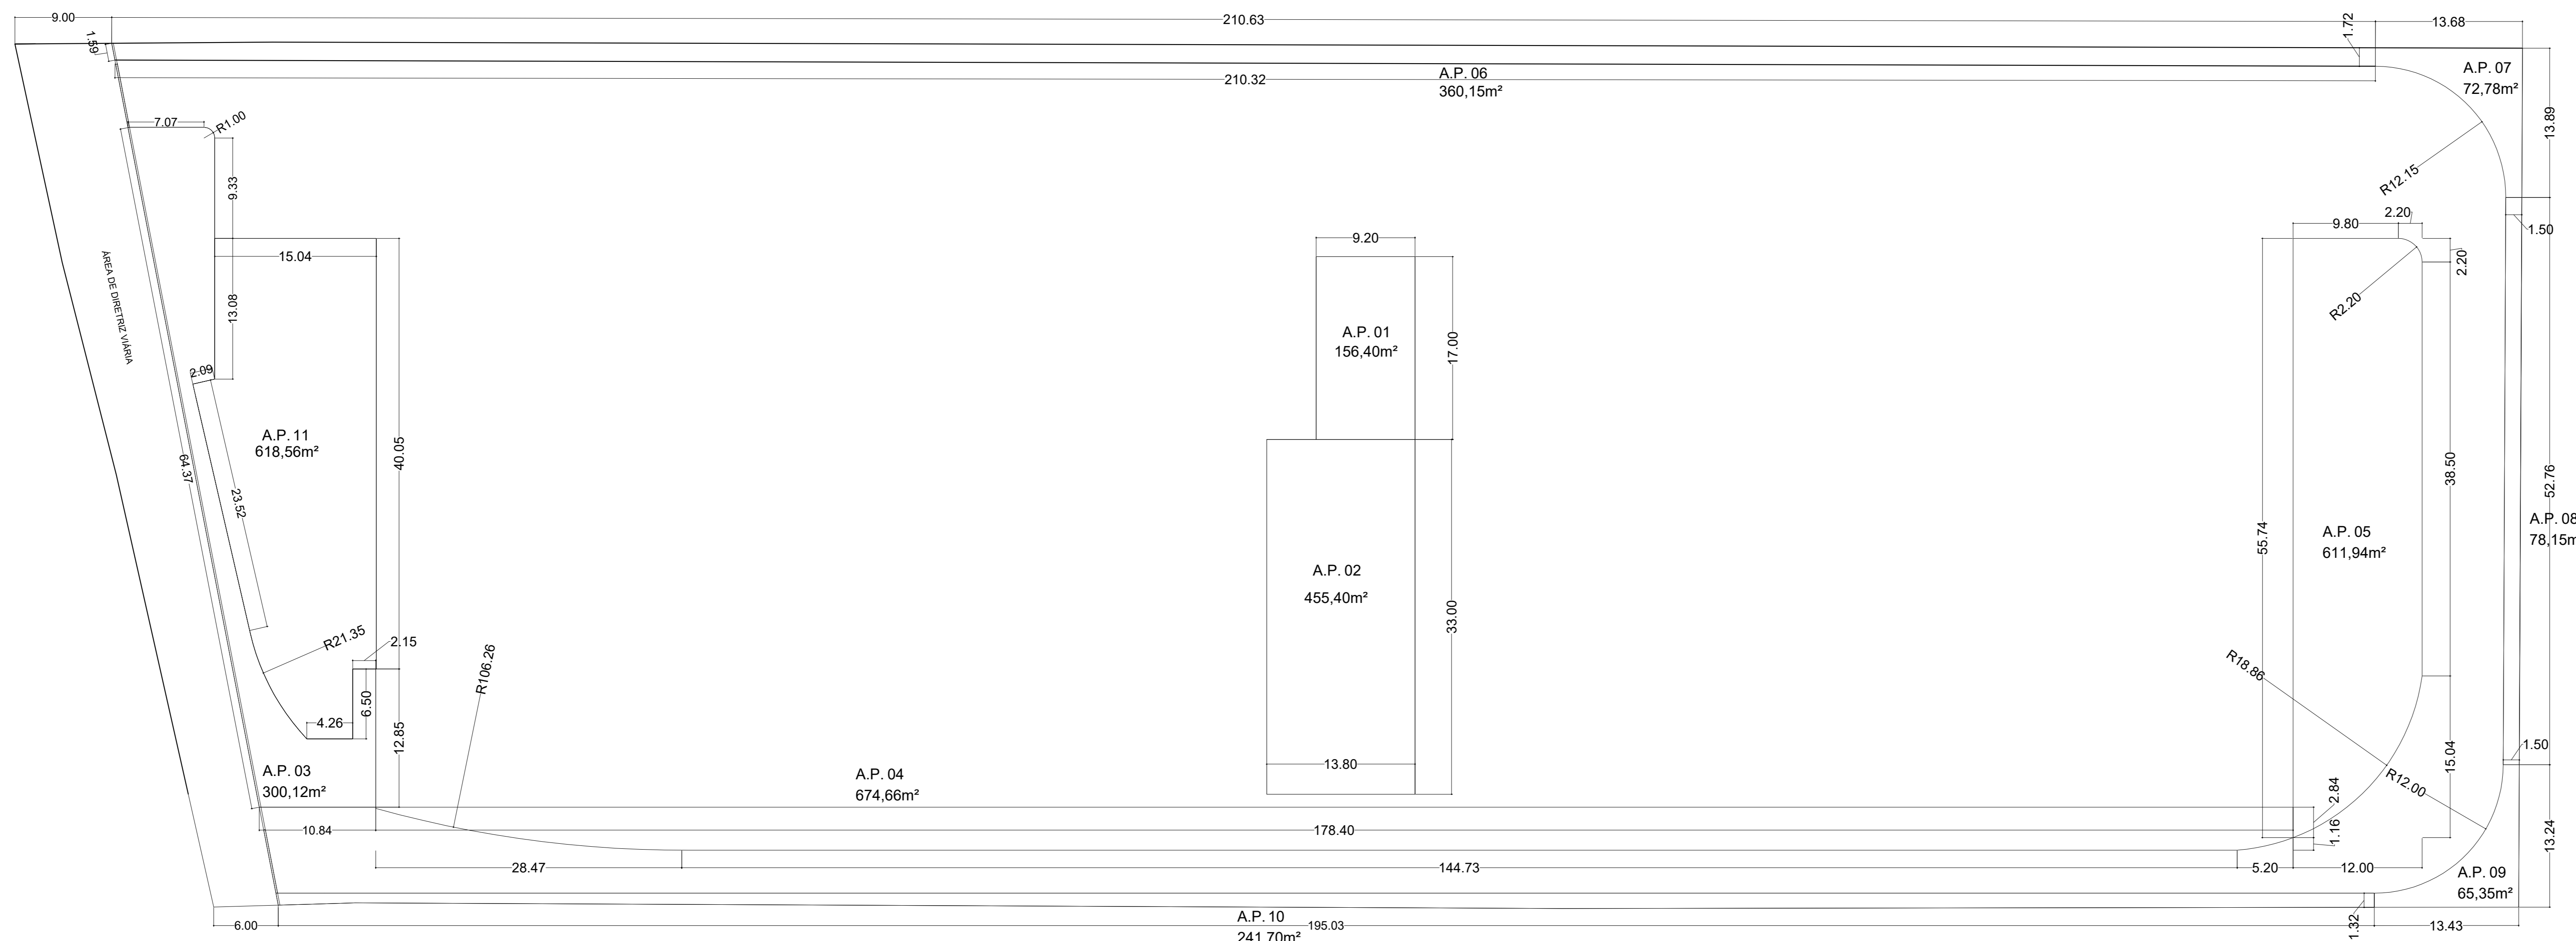 9.00
210.63
13.68
1.59
1.72
210.32
A.P. 06
360,15m²
A.P. 07
72,78m²
7.07
R1.00
13.89
R12.15
9.33
2.20
9.80
1.50
9.20
15.04
2.20
ÁREA DE DIRETRIZ VIÁRIA
13.08
R2.20
A.P. 01
156,40m²
17.00
2.09
A.P. 11
618,56m²
40.05
64.37
23.52
38.50
52.76
55.74
A.P. 05
611,94m²
A.P. 08
78,15m
A.P. 02
455,40m²
33.00
R21.35
2.15
R106.26
R18.86
6.50
4.26
12.85
1.50
15.04
13.80
A.P. 03
300,12m²
A.P. 04
674,66m²
R12.00
2.84
10.84
178.40
1.16
13.24
28.47
144.73
5.20
12.00
A.P. 09
65,35m²
A.P. 10
6.00
195.03
1.32
13.43
241,70m²